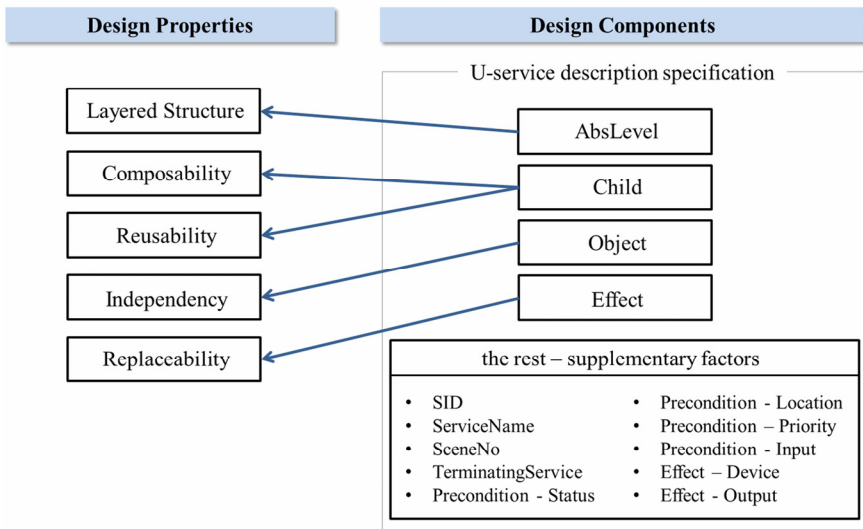 Design Properties
Design Components
U-service description specification
Layered Structure
AbsLevel
Composability
Child
Reusability
Object
Independency
Effect
Replaceability
the rest – supplementary factors
• SID
• ServiceName
• SceneNo
• TerminatingService
• Precondition - Status
• Precondition - Location
• Precondition – Priority
• Precondition - Input
• Effect – Device
• Effect - Output